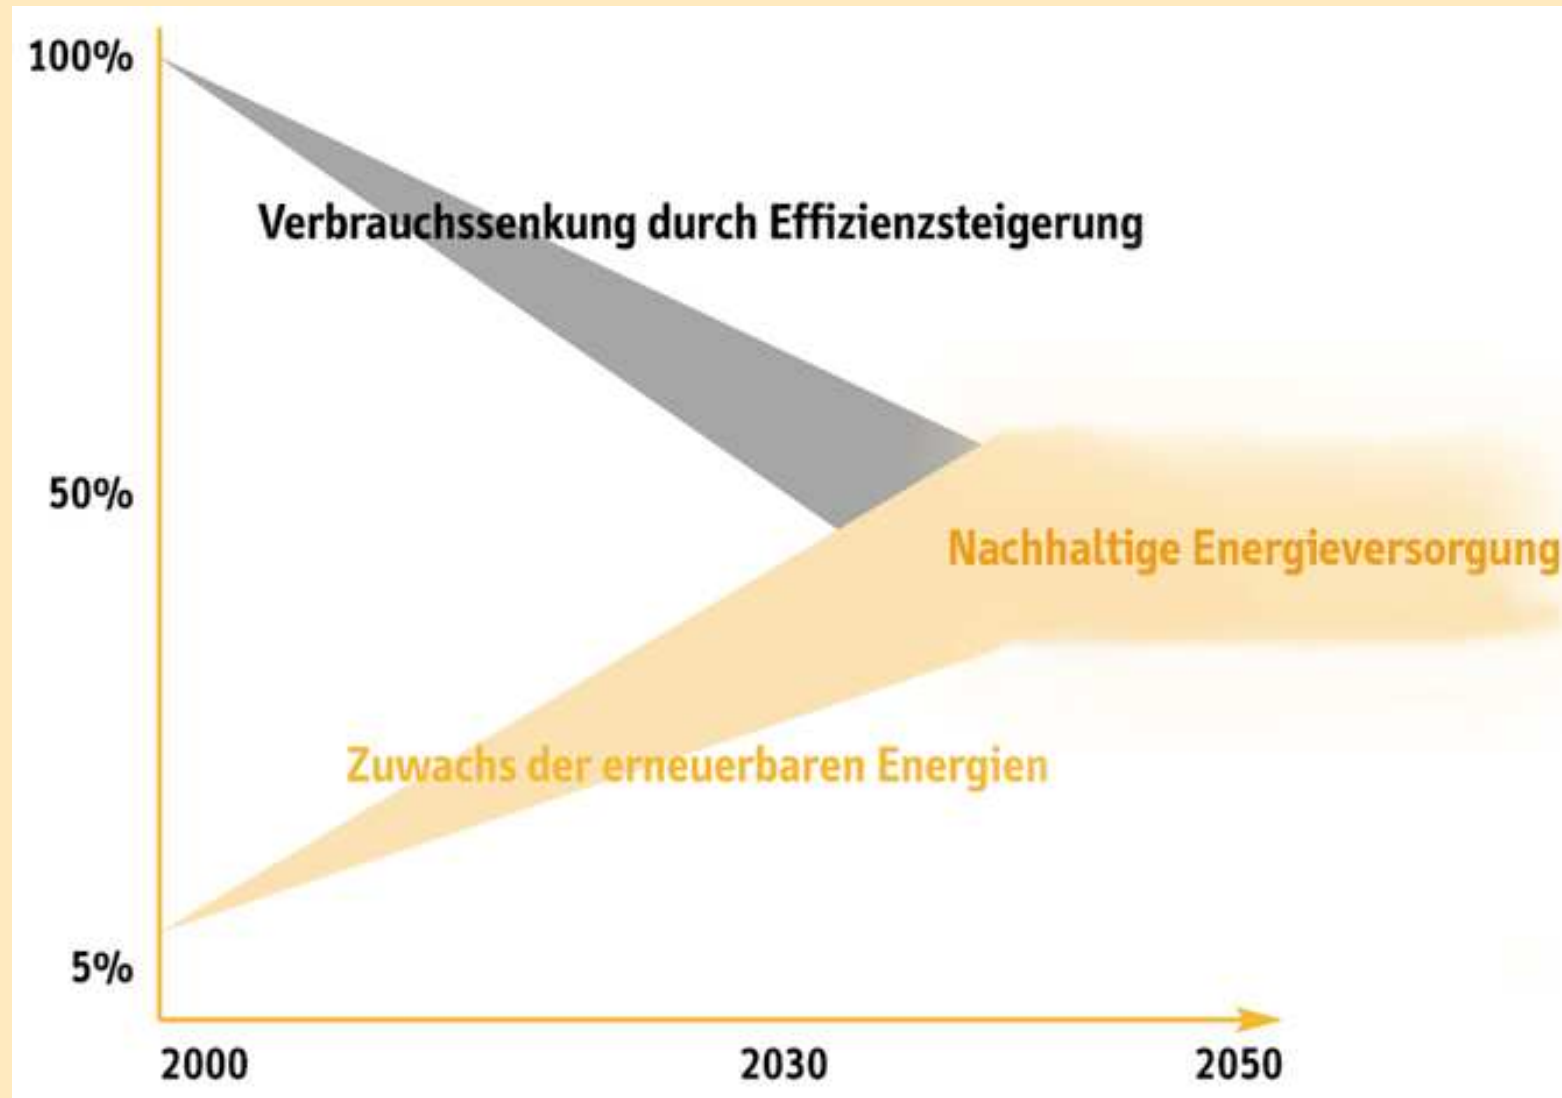 100%
Verbrauchssenkung durch Effizienzsteigerung
50%
Nachhaltige Energieversorgung
Zuwachs der erneuerbaren Energien
5%
2000 2030 2050